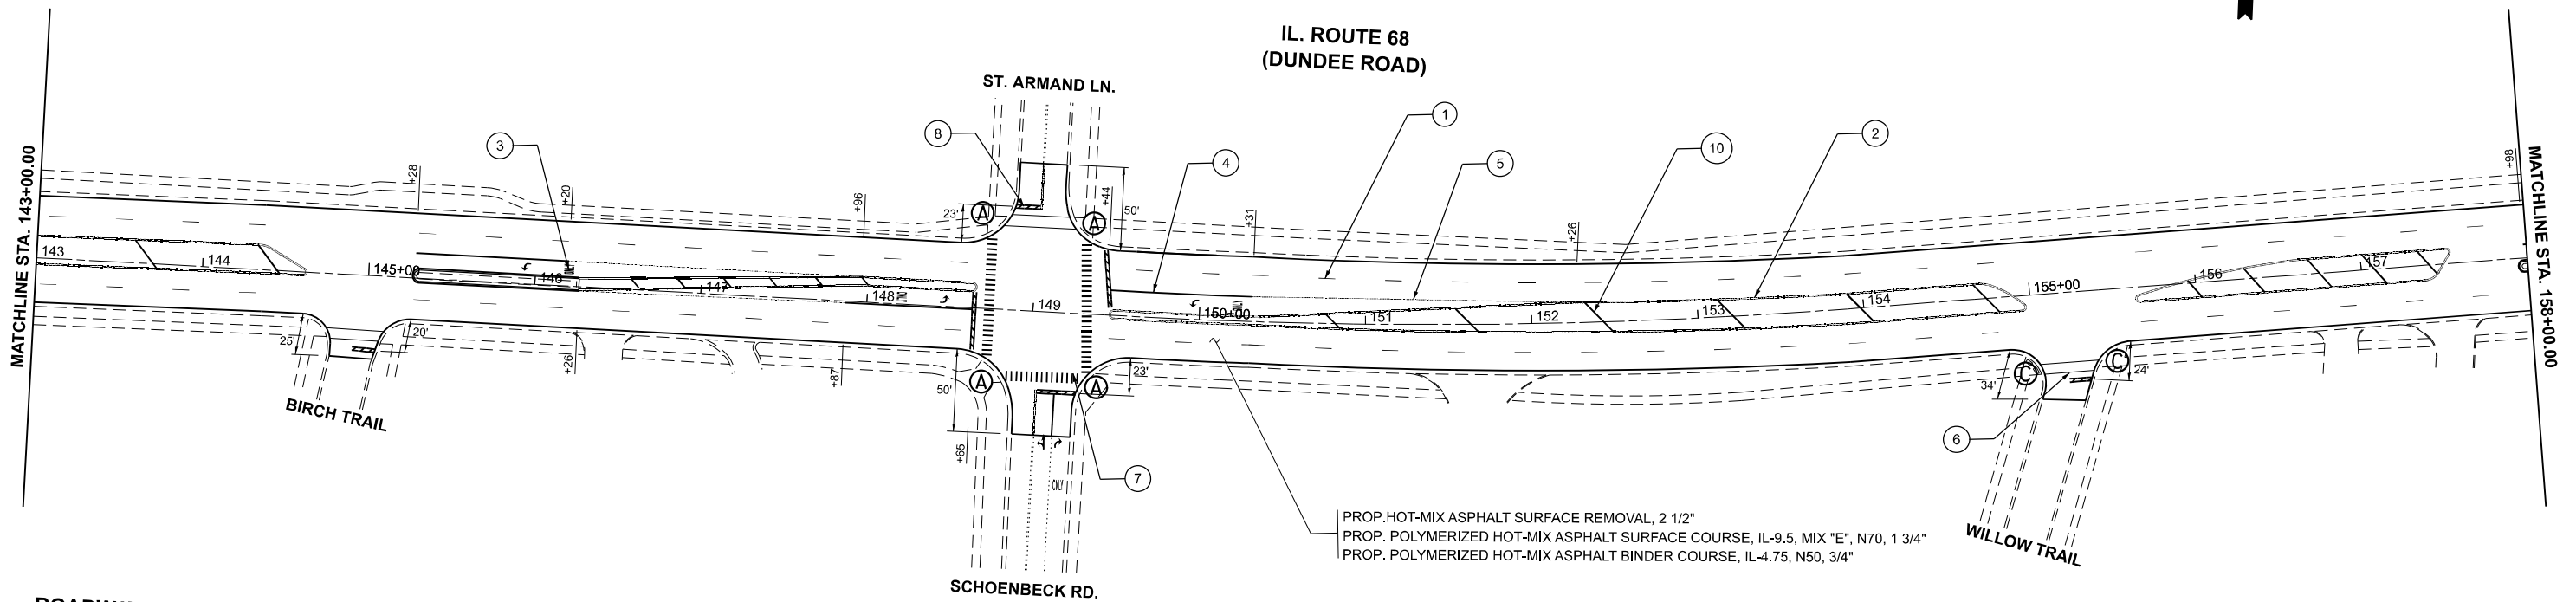 IL. ROUTE 68
(DUNDEE ROAD)
ST. ARMAND LN.
MATCHLINE STA. 143+00.00
MATCHLINE STA. 158+00.00
1
2
3
4
5
10
8
+28
+20
+96
23'
A
A
+44
50'
+31
+26
+98
143
144
145+00
146
147
148
149
150+00
151
152
153
154
155+00
156
157
25'
20'
+26
+87
50'
A
A
23'
+65
34'
C
C
24'
6
7
BIRCH TRAIL
ONLY
WILLOW TRAIL
SCHOENBECK RD.
PROP.HOT-MIX ASPHALT SURFACE REMOVAL, 2 1/2"
PROP. POLYMERIZED HOT-MIX ASPHALT SURFACE COURSE, IL-9.5, MIX "E", N70, 1 3/4"
PROP. POLYMERIZED HOT-MIX ASPHALT BINDER COURSE, IL-4.75, N50, 3/4"